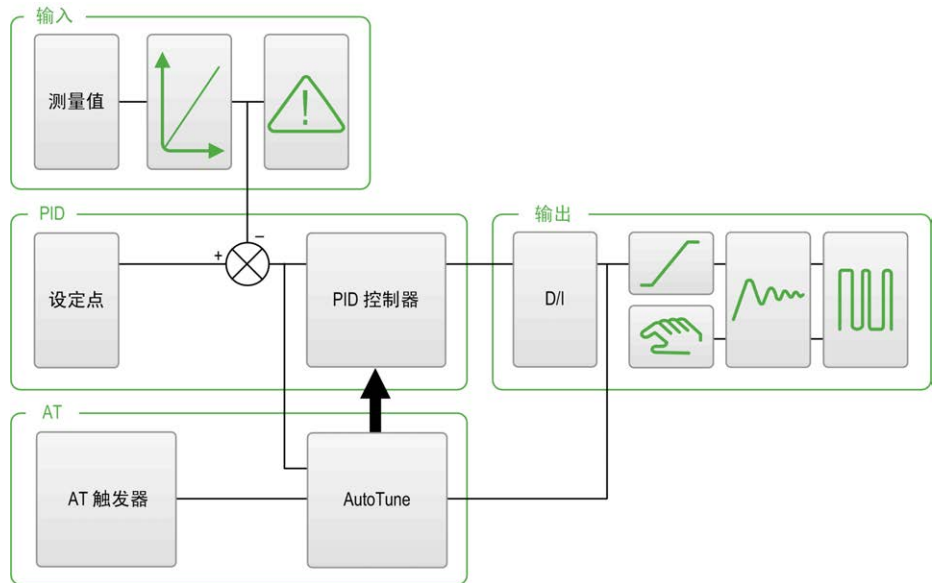 输入
测量值
PID
输出
+
−
设定点
PID 控制器
D/I
AT
AT 触发器
AutoTune